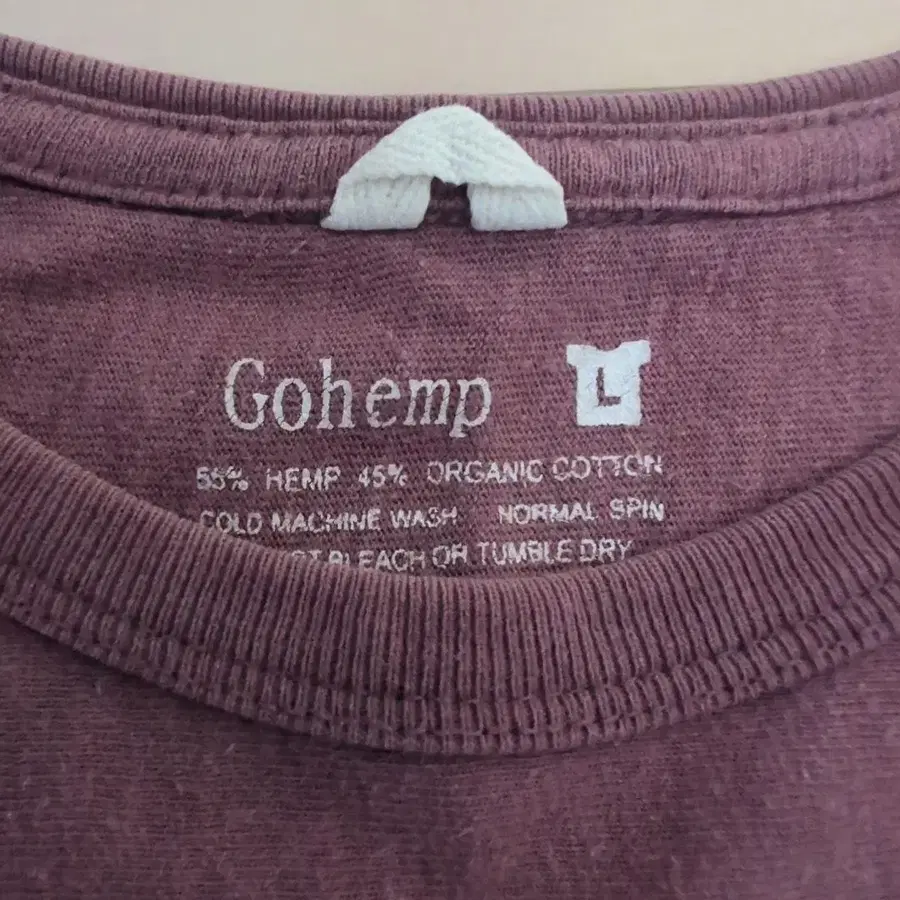 Gohemp L
55% HEMP 45% ORGANIC COTTON
COLD MACHINE WASH NORMAL SPIN
BLEACH OR TUMBLE DRY